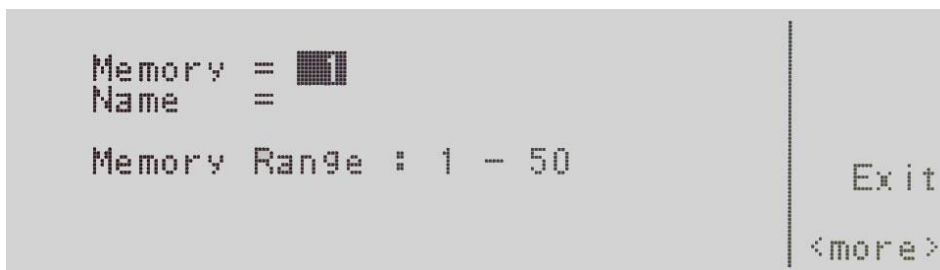 Memory = 1
Name =
Memory Range : 1 - 50
Exit
<more>